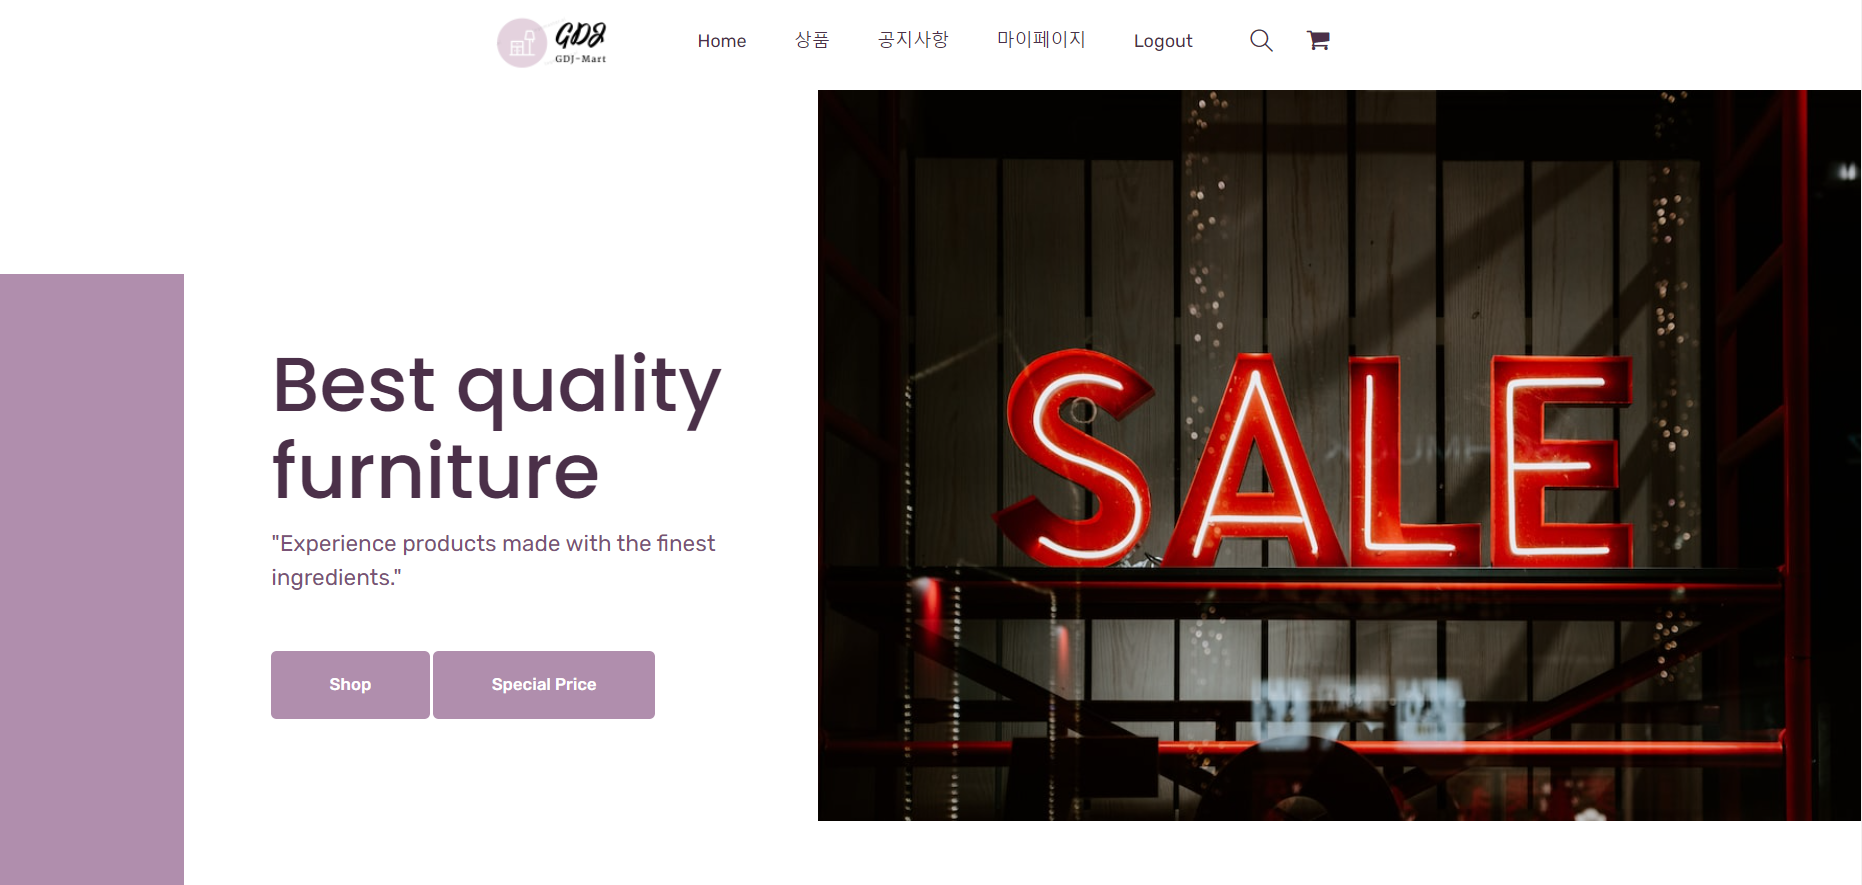 GDJ
GDJ-Mart
Home
상품
공지사항
마이페이지
Logout
Best quality
furniture
"Experience products made with the finest
ingredients."
Shop
Special Price
SALE